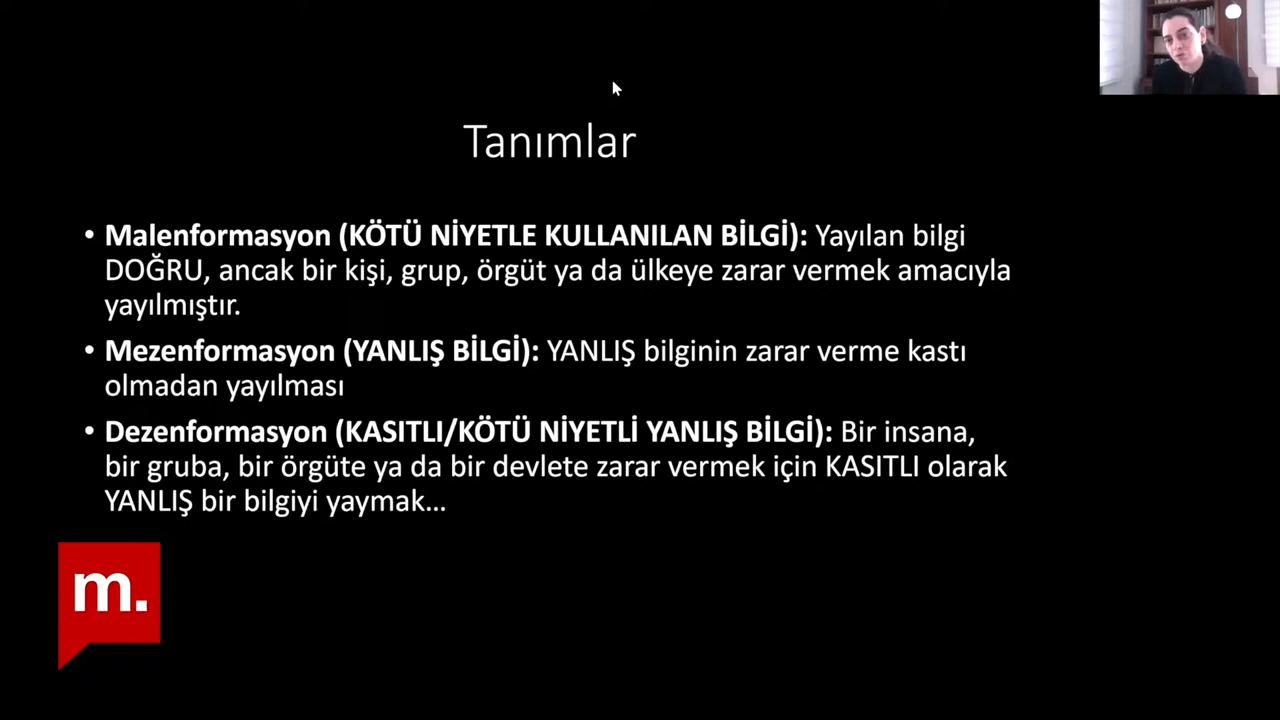 Tanımlar
• Malenformasyon (KÖTÜ NİYETLE KULLANILAN BİLGİ): Yayılan bilgi
DOĞRU, ancak bir kişi, grup, örgüt ya da ülkeye zarar vermek amacıyla
yayılmıştır.
• Mezenformasyon (YANLIŞ BİLGİ): YANLIŞ bilginin zarar verme kastı
olmadan yayılması
• Dezenformasyon (KASITLI/KÖTÜ NİYETLİ YANLIŞ BİLGİ): Bir insana,
bir gruba, bir örgüte ya da bir devlete zarar vermek için KASITLI olarak
YANLIŞ bir bilgiyi yaymak...
m.